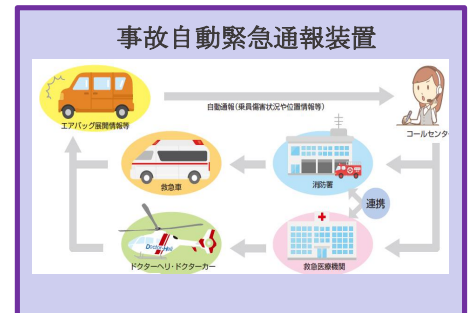 事故自動緊急通報装置
自動通報(乗員傷害状況や位置情報等)
エアバッグ展開情報等
コールセンタ
救急車
消防署
連携
ドクターヘリ・ドクターカー
救急医療機関